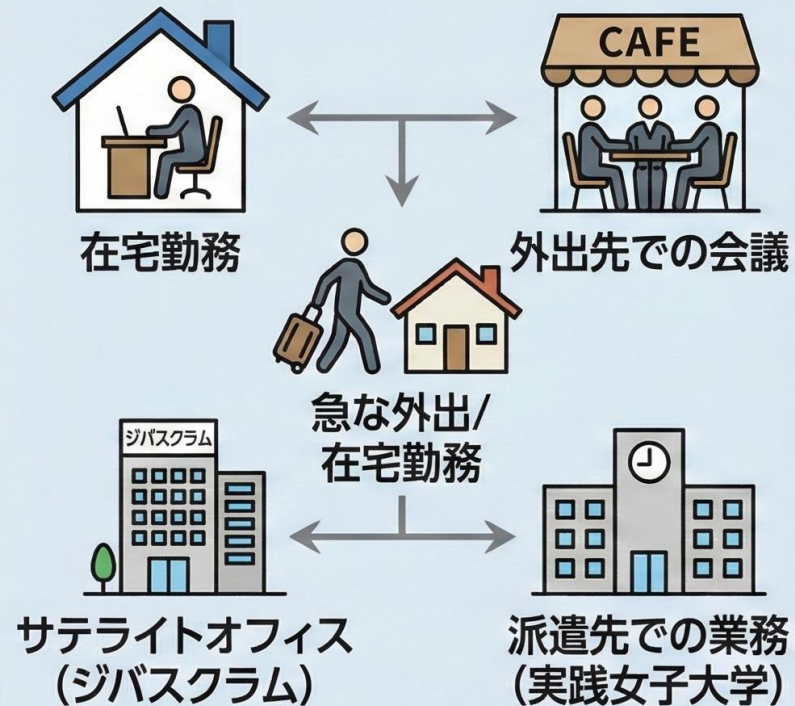 CAFE
在宅勤務
外出先での会議
急な外出/
在宅勤務
ジバスクラム
サテライトオフィス
(ジバスクラム)
派遣先での業務
(実践女子大学)